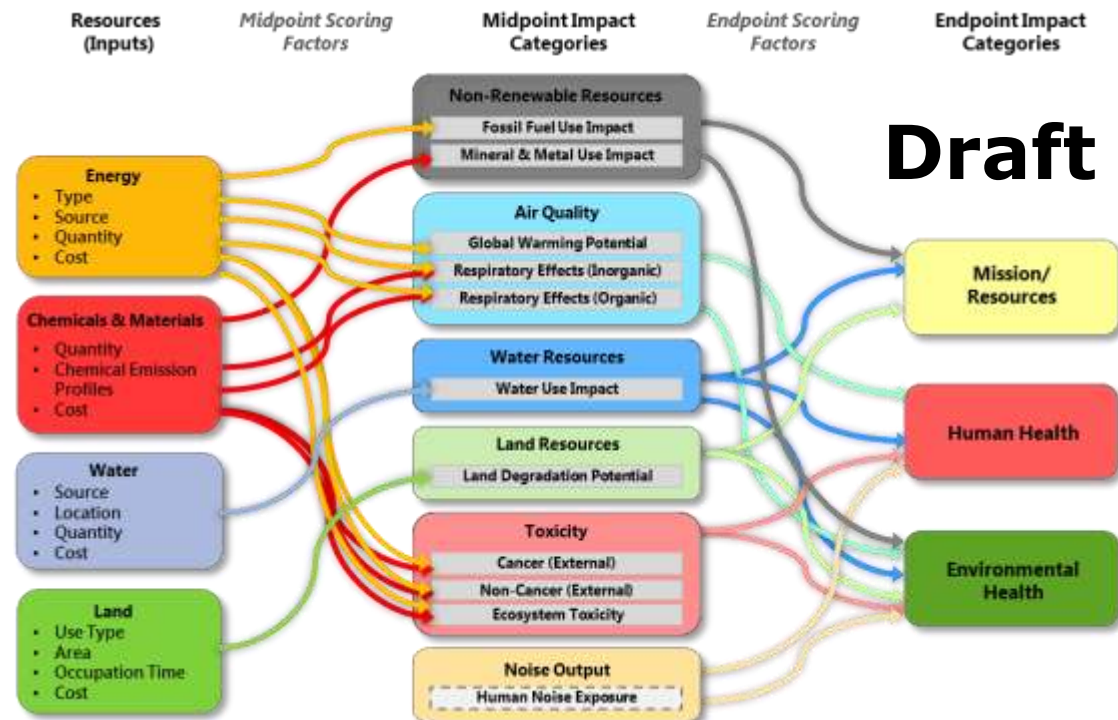 Resources
(Inputs)
Midpoint Scoring
Factors
Midpoint Impact
Categories
Endpoint Scoring
Factors
Endpoint Impact
Categories
Draft
Energy
• Type
• Source
• Quantity
• Cost
Chemicals & Materials
• Quantity
• Chemical Emission
Profiles
• Cost
Water
• Source
• Location
• Quantity
• Cost
Land
• Use Type
• Area
• Occupation Time
• Cost
Non-Renewable Resources
Fossil Fuel Use Impact
Mineral & Metal Use Impact
Air Quality
Global Warming Potential
Respiratory Effects (Inorganic)
Respiratory Effects (Organic)
Water Resources
Water Use Impact
Land Resources
Land Degradation Potential
Toxicity
Cancer (External)
Non-Cancer (External)
Ecosystem Toxicity
Noise Output
Human Noise Exposure
Mission/
Resources
Human Health
Environmental
Health